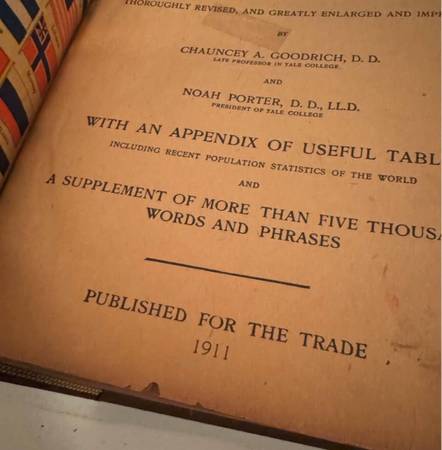 THOROUGHLY REVISED, AND GREATLY ENLARGED AND
BY
CHAUNCEY A. GOODRICH, D. D.
LATE PROFESSOR IN YALE COLLEGE.
AND
NOAH PORTER, D. D., LL.D.
PRESIDENT OF YALE COLLEGE
WITH AN APPENDIX OF USEFUL TABL
INCLUDING RECENT POPULATION STATISTICS OF THE WORLD
AND
A SUPPLEMENT OF MORE THAN FIVE THOUSA
WORDS AND PHRASES
PUBLISHED FOR THE TRADE
1911